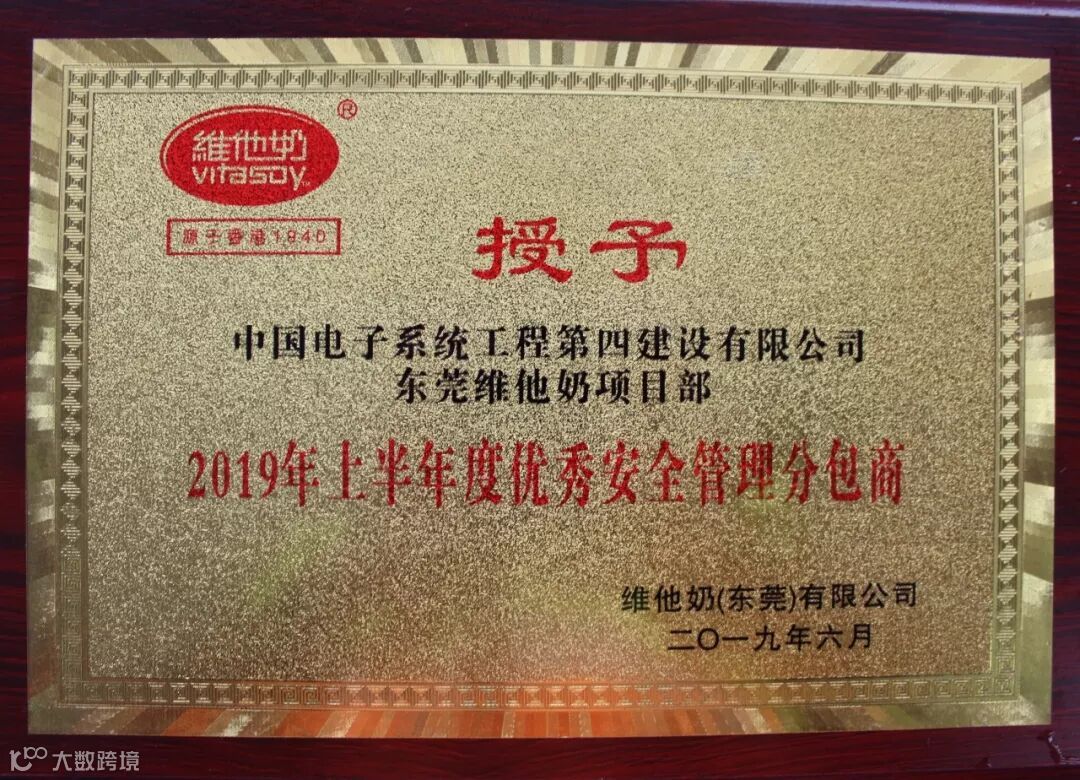 維他奶
vitasoy™
®
源于香港1940
授予
中国电子系统工程第四建设有限公司
东莞维他奶项目部
2019年上半年度优秀安全管理分包商
维他奶(东莞)有限公司
二〇一九年六月
大数跨境